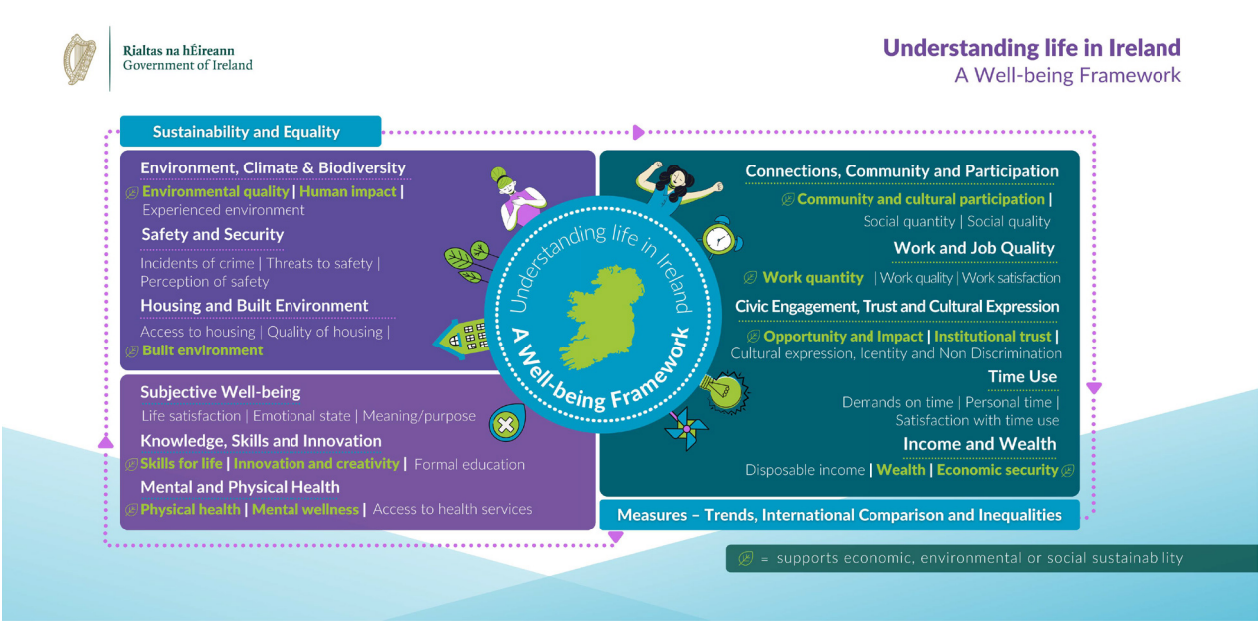 Rialtas na hÉireann
Government of Ireland
Understanding life in Ireland
A Well-being Framework
Sustainability and Equality
Environment, Climate & Biodiversity
Environmental quality | Human impact |
Experienced environment
Safety and Security
Incidents of crime | Threats to safety |
Perception of safety
Housing and Built Environment
Access to housing | Quality of housing |
Built environment
Subjective Well-being
Life satisfaction | Emotional state | Meaning/purpose
Knowledge, Skills and Innovation
Skills for life | Innovation and creativity | Formal education
Mental and Physical Health
Physical health | Mental wellness | Access to health services
Understanding life in Ireland
A Well-being Framework
Connections, Community and Participation
Community and cultural participation |
Social quantity | Social quality
Work and Job Quality
Work quantity | Work quality | Work satisfaction
Civic Engagement, Trust and Cultural Expression
Opportunity and Impact | Institutional trust |
Cultural expression, Icentity and Non Discrimination
Time Use
Demands on time | Personal time |
Satisfaction with time use
Income and Wealth
Disposable income | Wealth | Economic security
Measures – Trends, International Comparison and Inequalities
= supports economic, environmental or social sustainability